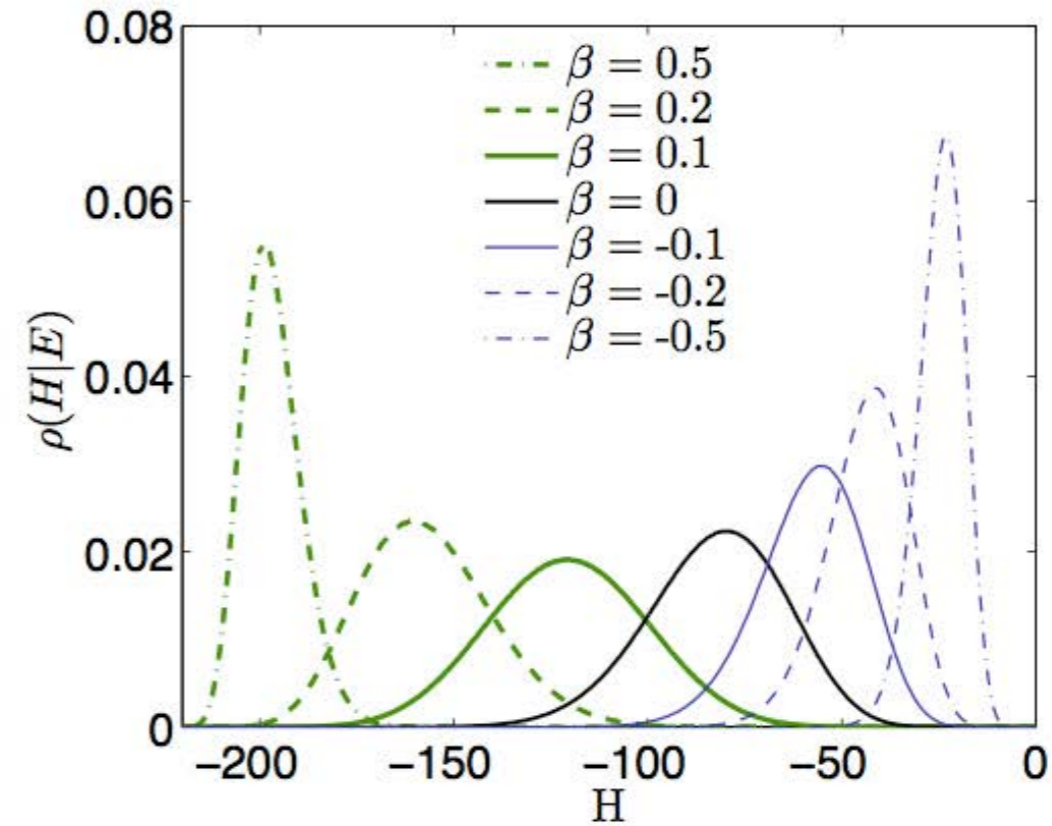 0.08
0.06
0.04
0.02
0
ρ(H|E)
β = 0.5
β = 0.2
β = 0.1
β = 0
β = -0.1
β = -0.2
β = -0.5
−200
−150
−100
−50
0
H